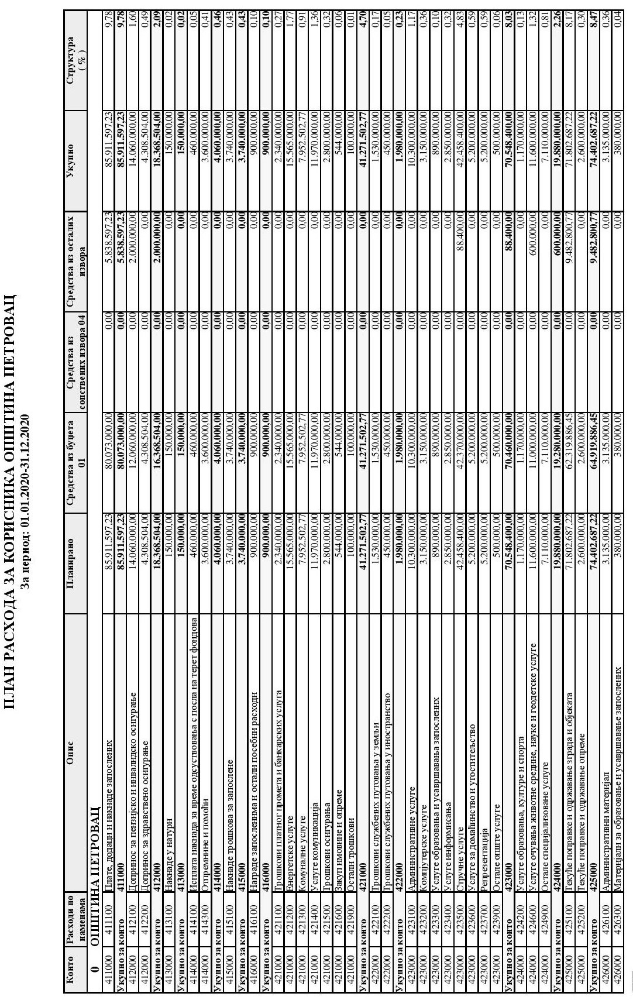 ПЛАН РАСХОДА ЗА КОРИСНИКА ОПШТИНА ПЕТРОВАЦ
За период: 01.01.2020-31.12.2020
Конто Расходи по наменама Опис Планирано Средства из буџета 01 Средства из сопствених извора 04 Средства из осталих извора Укупно Структура ( % )
0 ОПШТИНА ПЕТРОВАЦ
411000 411100 Плате, додаци и накнаде запослених 85.911.597,23 80.073.000,00 0,00 5.838.597,23 85.911.597,23 9,78
Укупно за конто 411000 85.911.597,23 80.073.000,00 0,00 5.838.597,23 85.911.597,23 9,78
412000 412100 Допринос за пензијско и инвалидско осигурање 14.060.000,00 12.060.000,00 0,00 2.000.000,00 14.060.000,00 1,60
412000 412200 Допринос за здравствено осигурање 4.308.504,00 4.308.504,00 0,00 0,00 4.308.504,00 0,49
Укупно за конто 412000 18.368.504,00 16.368.504,00 0,00 2.000.000,00 18.368.504,00 2,09
413000 413100 Накнаде у натури 150.000,00 150.000,00 0,00 0,00 150.000,00 0,02
Укупно за конто 413000 150.000,00 150.000,00 0,00 0,00 150.000,00 0,02
414000 414100 Исплата накнада за време одсуствовања с посла на терет фондова 460.000,00 460.000,00 0,00 0,00 460.000,00 0,05
414000 414300 Отпремнине и помоћи 3.600.000,00 3.600.000,00 0,00 0,00 3.600.000,00 0,41
Укупно за конто 414000 4.060.000,00 4.060.000,00 0,00 0,00 4.060.000,00 0,46
415000 415100 Накнаде трошкова за запослене 3.740.000,00 3.740.000,00 0,00 0,00 3.740.000,00 0,43
Укупно за конто 415000 3.740.000,00 3.740.000,00 0,00 0,00 3.740.000,00 0,43
416000 416100 Награде запосленима и остали посебни расходи 900.000,00 900.000,00 0,00 0,00 900.000,00 0,10
Укупно за конто 416000 900.000,00 900.000,00 0,00 0,00 900.000,00 0,10
421000 421100 Трошкови платног промета и банкарских услуга 2.340.000,00 2.340.000,00 0,00 0,00 2.340.000,00 0,27
421000 421200 Енергетске услуге 15.565.000,00 15.565.000,00 0,00 0,00 15.565.000,00 1,77
421000 421300 Комуналне услуге 7.952.502,77 7.952.502,77 0,00 0,00 7.952.502,77 0,91
421000 421400 Услуге комуникација 11.970.000,00 11.970.000,00 0,00 0,00 11.970.000,00 1,36
421000 421500 Трошкови осигурања 2.800.000,00 2.800.000,00 0,00 0,00 2.800.000,00 0,32
421000 421600 Закуп имовине и опреме 544.000,00 544.000,00 0,00 0,00 544.000,00 0,06
421000 421900 Остали трошкови 100.000,00 100.000,00 0,00 0,00 100.000,00 0,01
Укупно за конто 421000 41.271.502,77 41.271.502,77 0,00 0,00 41.271.502,77 4,70
422000 422100 Трошкови службених путовања у земљи 1.530.000,00 1.530.000,00 0,00 0,00 1.530.000,00 0,17
422000 422200 Трошкови службених путовања у иностранство 450.000,00 450.000,00 0,00 0,00 450.000,00 0,05
Укупно за конто 422000 1.980.000,00 1.980.000,00 0,00 0,00 1.980.000,00 0,23
423000 423100 Административне услуге 10.300.000,00 10.300.000,00 0,00 0,00 10.300.000,00 1,17
423000 423200 Компјутерске услуге 3.150.000,00 3.150.000,00 0,00 0,00 3.150.000,00 0,36
423000 423300 Услуге образовања и усавршавања запослених 890.000,00 890.000,00 0,00 0,00 890.000,00 0,10
423000 423400 Услуге информисања 2.850.000,00 2.850.000,00 0,00 0,00 2.850.000,00 0,32
423000 423500 Стручне услуге 42.458.400,00 42.370.000,00 0,00 88.400,00 42.458.400,00 4,83
423000 423600 Услуге за домаћинство и угоститељство 5.200.000,00 5.200.000,00 0,00 0,00 5.200.000,00 0,59
423000 423700 Репрезентација 5.200.000,00 5.200.000,00 0,00 0,00 5.200.000,00 0,59
423000 423900 Остале опште услуге 500.000,00 500.000,00 0,00 0,00 500.000,00 0,06
Укупно за конто 423000 70.548.400,00 70.460.000,00 0,00 88.400,00 70.548.400,00 8,03
424000 424200 Услуге образовања, културе и спорта 1.170.000,00 1.170.000,00 0,00 0,00 1.170.000,00 0,13
424000 424600 Услуге очувања животне средине, науке и геодетске услуге 11.600.000,00 11.000.000,00 0,00 600.000,00 11.600.000,00 1,32
424000 424900 Остале специјализоване услуге 7.110.000,00 7.110.000,00 0,00 0,00 7.110.000,00 0,81
Укупно за конто 424000 19.880.000,00 19.280.000,00 0,00 600.000,00 19.880.000,00 2,26
425000 425100 Текуће поправке и одржавање зграда и објеката 71.802.687,22 62.319.886,45 0,00 9.482.800,77 71.802.687,22 8,17
425000 425200 Текуће поправке и одржавање опреме 2.600.000,00 2.600.000,00 0,00 0,00 2.600.000,00 0,30
Укупно за конто 425000 74.402.687,22 64.919.886,45 0,00 9.482.800,77 74.402.687,22 8,47
426000 426100 Административни материјал 3.135.000,00 3.135.000,00 0,00 0,00 3.135.000,00 0,36
426000 426300 Материјали за образовање и усавршавање запослених 380.000,00 380.000,00 0,00 0,00 380.000,00 0,04